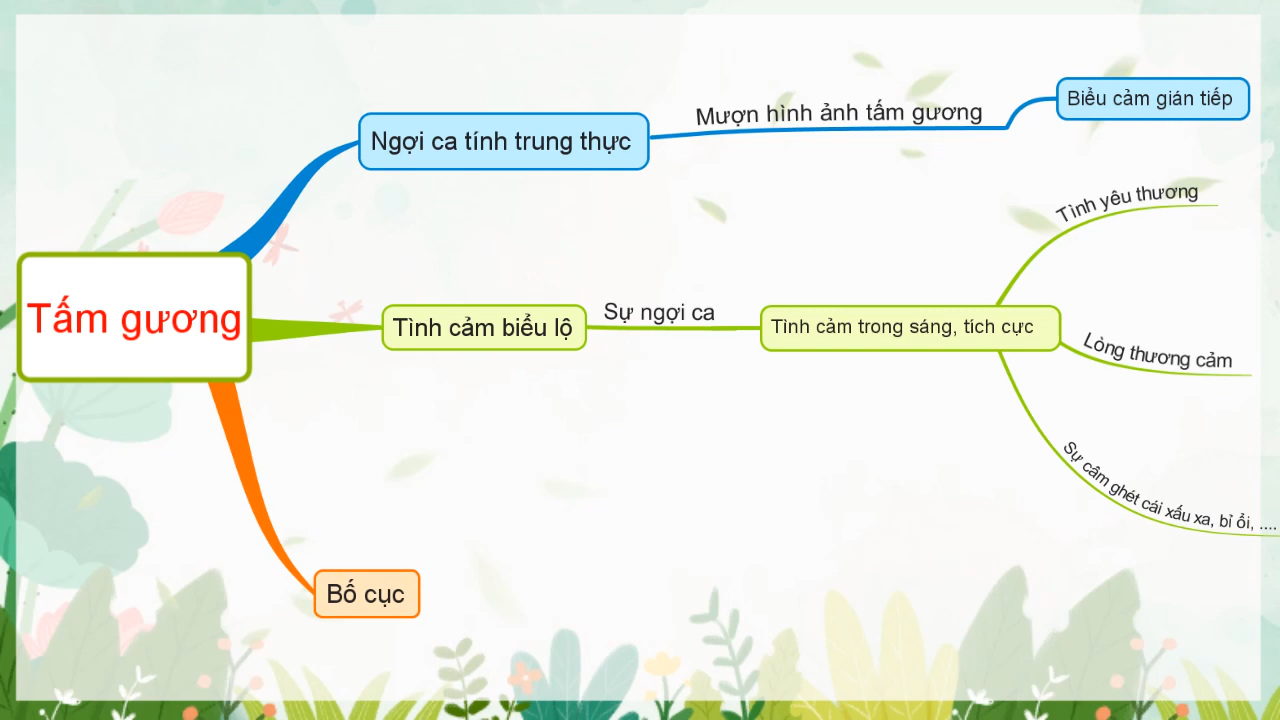 Tấm gương
Ngợi ca tính trung thực
Mượn hình ảnh tấm gương
Biểu cảm gián tiếp
Tình cảm biểu lộ
Sự ngợi ca
Tình cảm trong sáng, tích cực
Tình yêu thương
Lòng thương cảm
Sự câm ghét cái xấu xa, bỉ ổi, ....
Bố cục